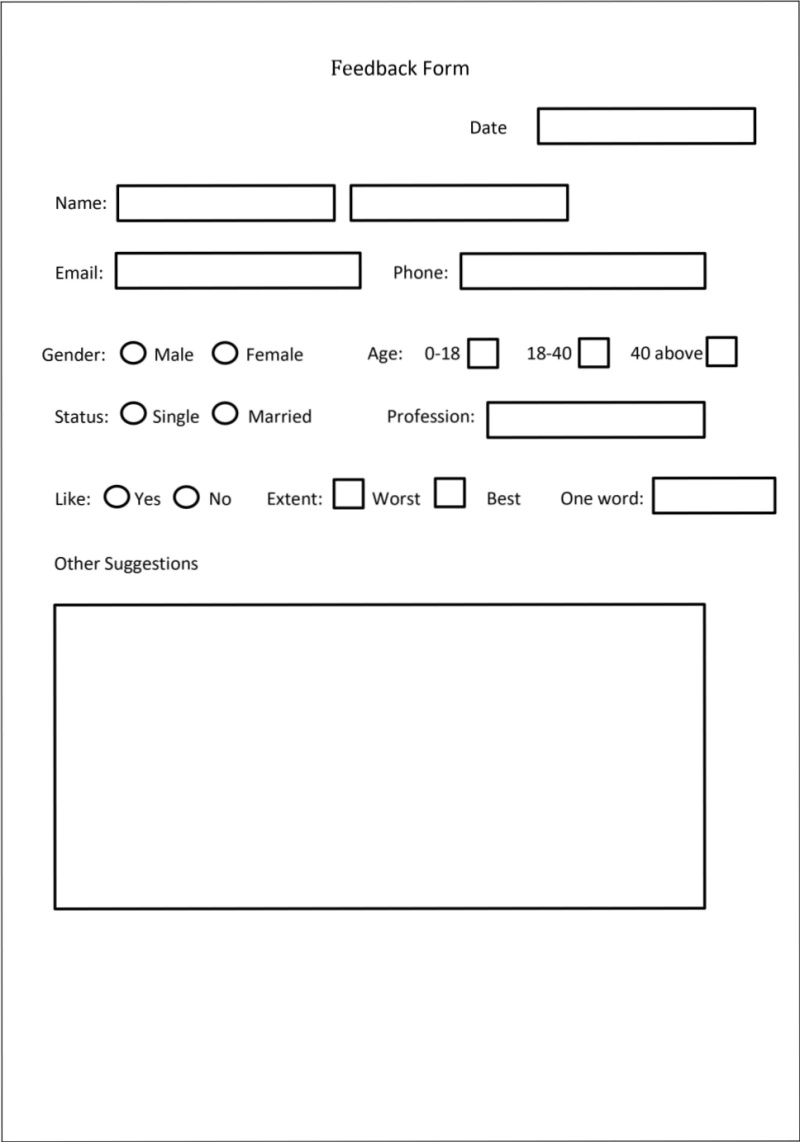 Feedback Form
Date
Name:
Email: Phone:
Gender: Male Female Age: 0-18 18-40 40 above
Status: Single Married Profession:
Like: Yes No Extent: Worst Best One word:
Other Suggestions